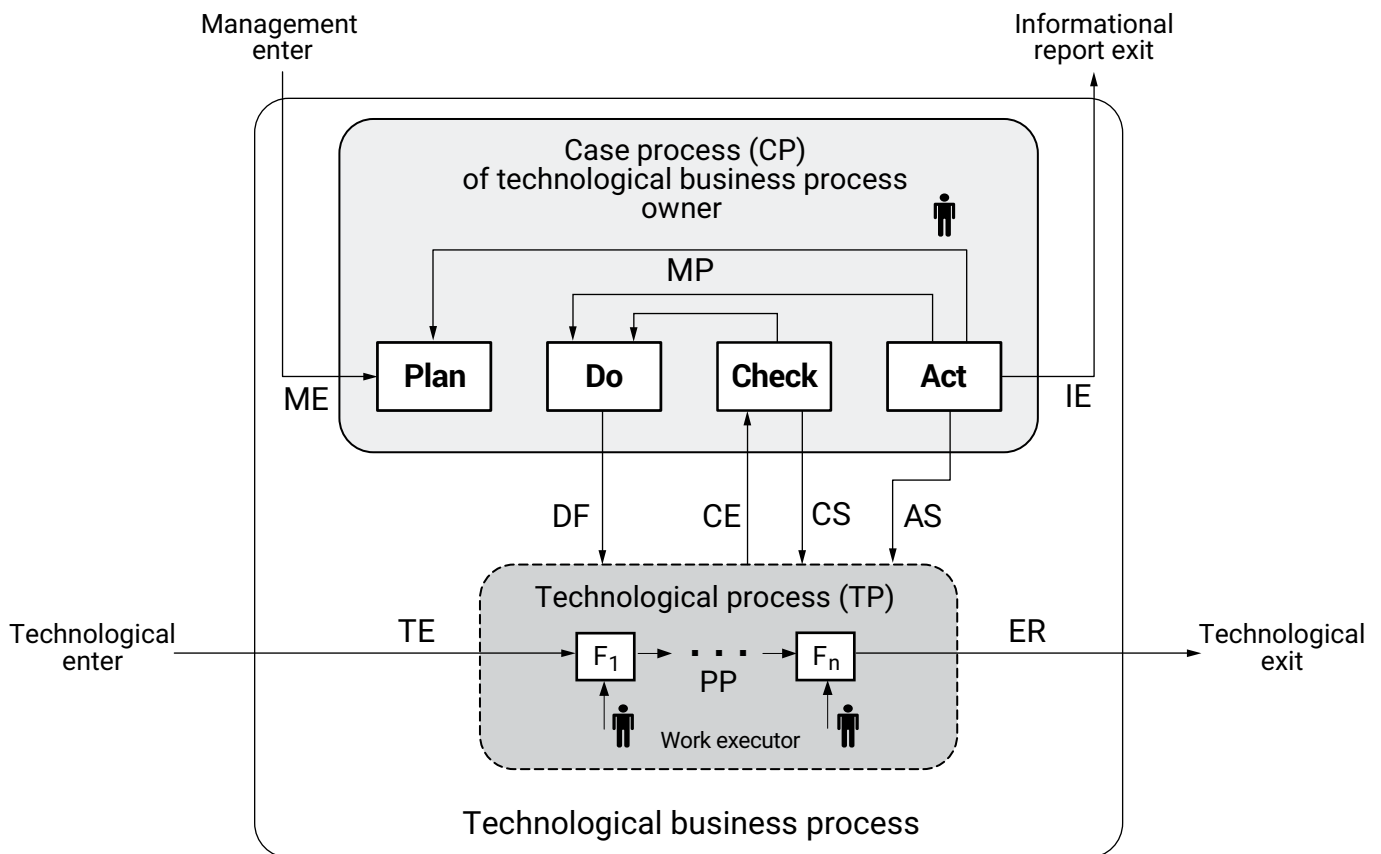 Management
enter
Informational
report exit
Case process (CP)
of technological business process
owner
MP
Plan
Do
Check
Act
ME
IE
DF
CE
CS
AS
Technological process (TP)
Technological
enter
TE
F1
. . .
Fn
PP
ER
Technological
exit
Work executor
Technological business process